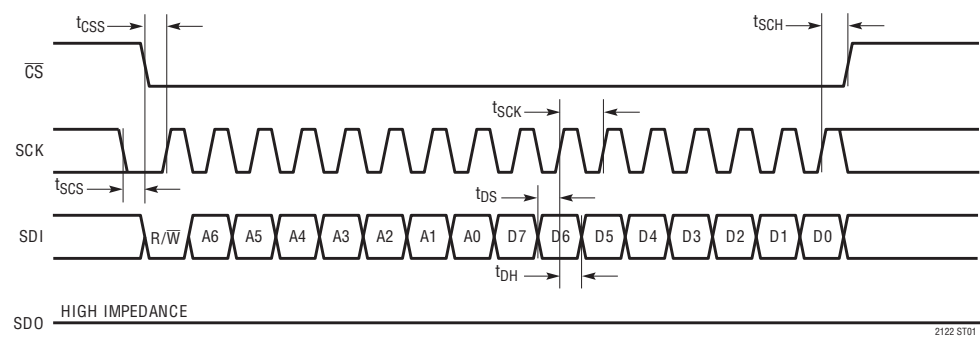 tCSS
tSCH
CS
tSCK
SCK
tSCS
tDS
SDI R/W A6 A5 A4 A3 A2 A1 A0 D7 D6 D5 D4 D3 D2 D1 D0
tDH
HIGH IMPEDANCE
SDO
2122 ST01